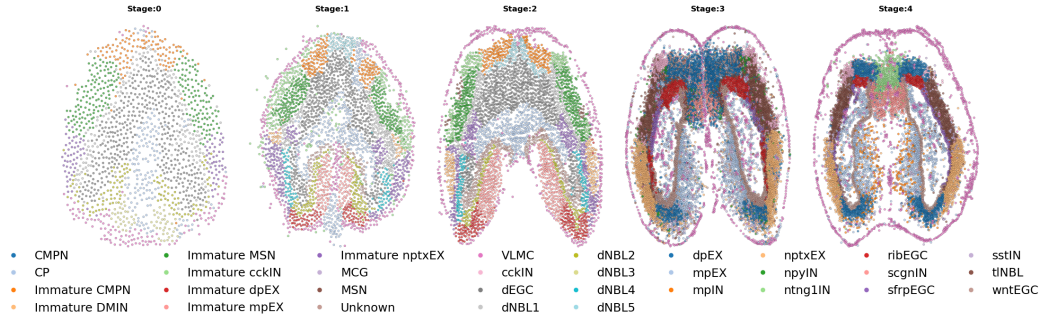 Stage:0 Stage:1 Stage:2 Stage:3 Stage:4
CMPN Immature MSN Immature nptxEX VLMC dNBL2 dpEX nptxEX ribEGC sstIN
CP Immature cckIN MCG cckIN dNBL3 mpEX npyIN scgnIN tlNBL
Immature CMPN Immature dpEX MSN dEGC dNBL4 mpIN ntng1IN sfrpEGC wntEGC
Immature DMIN Immature mpEX Unknown dNBL1 dNBL5